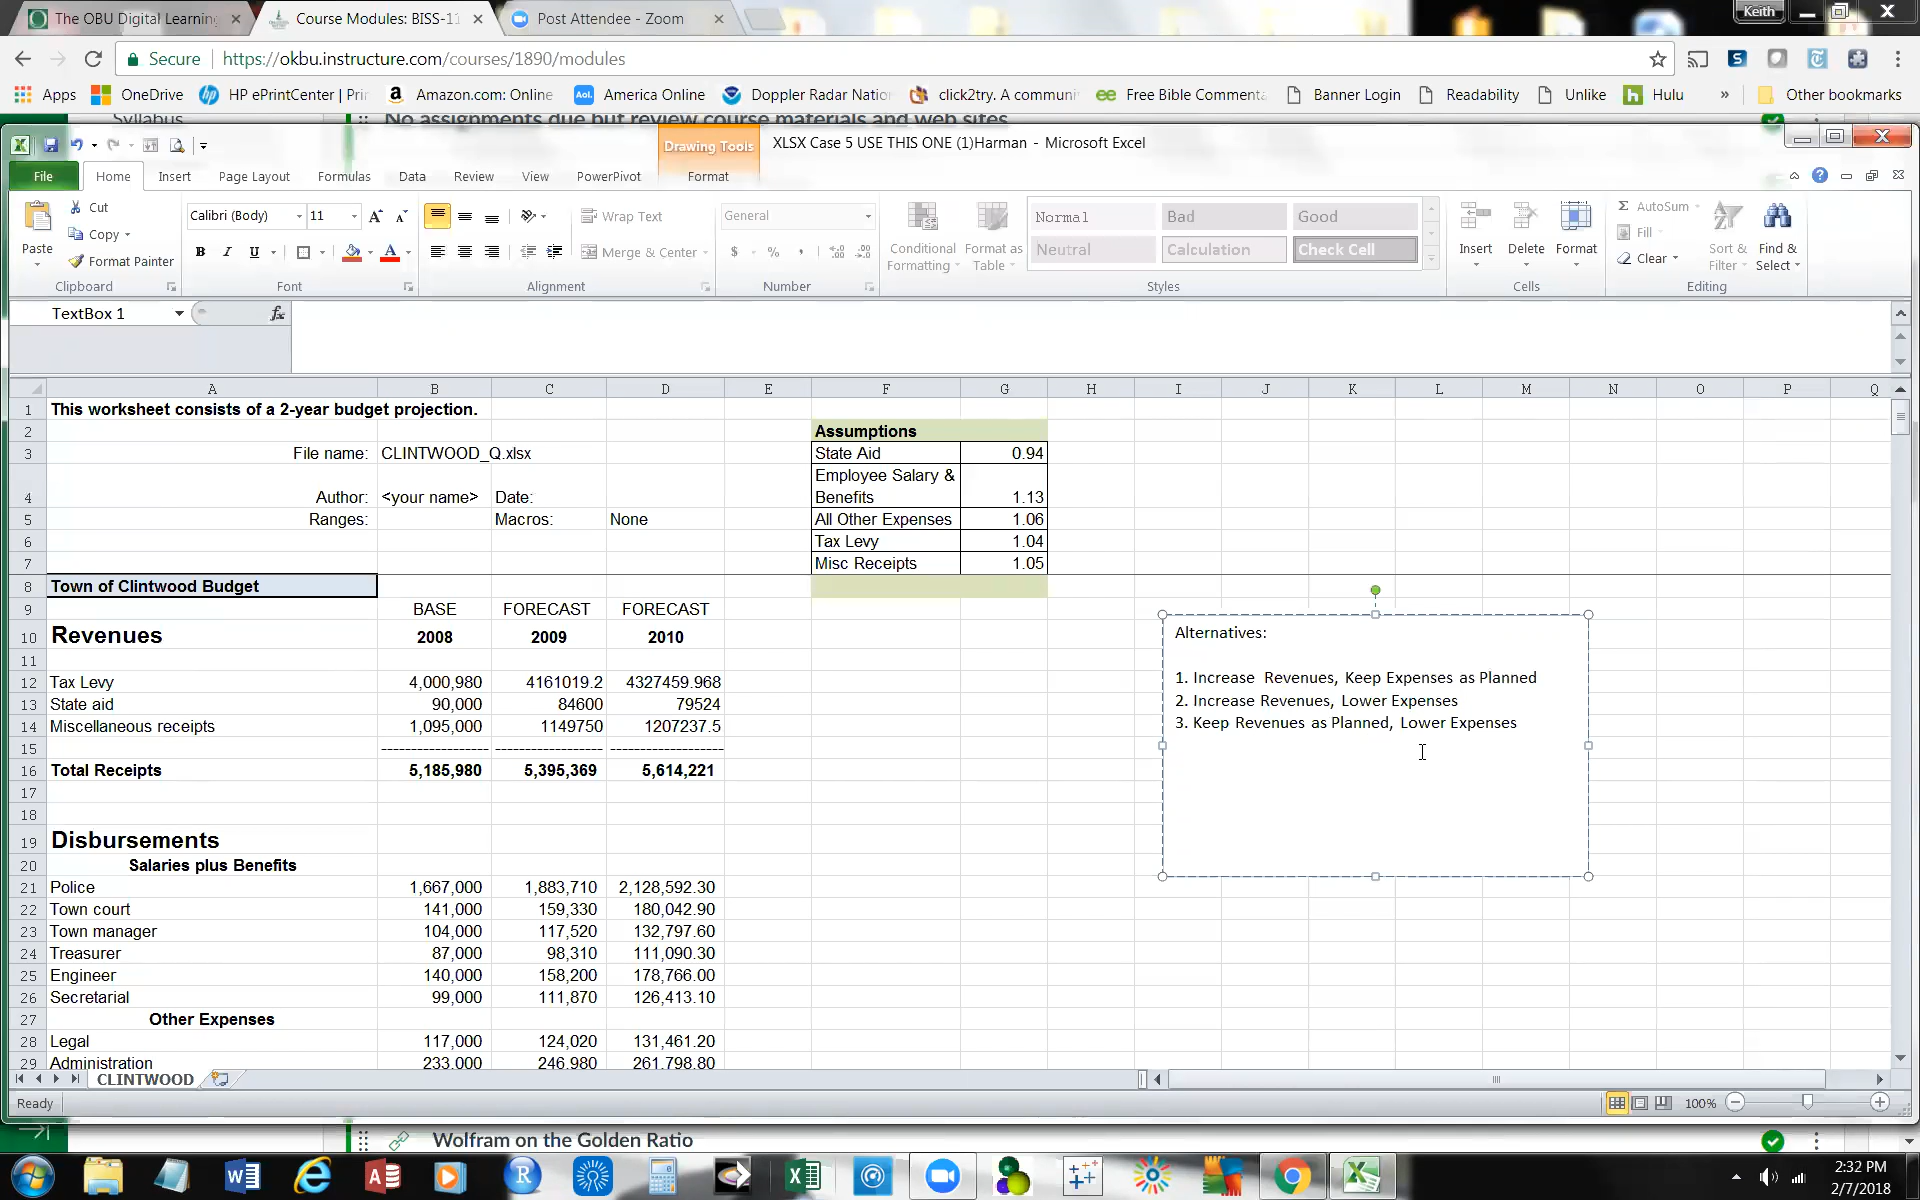 The OBU Digital Learning
Course Modules: BISS-11
Post Attendee - Zoom
Keith
Secure
https://okbu.instructure.com/courses/1890/modules
Apps
OneDrive
HP ePrintCenter | Prin
Amazon.com: Online
Aol.
America Online
Doppler Radar Natio
click2try. A communi
ee
Free Bible Commenta
Banner Login
Readability
Unlike
h
Hulu
»
Other bookmarks
Syllabus
No assignments due but review course materials and web sites
Drawing Tools
XLSX Case 5 USE THIS ONE (1)Harman - Microsoft Excel
File
Home
Insert
Page Layout
Formulas
Data
Review
View
PowerPivot
Format
Paste
Cut
Copy
Format Painter
Clipboard
Calibri (Body)
11
B I U
Font
Wrap Text
Merge & Center
Alignment
General
$ % ,
Number
Conditional Formatting
Format as Table
Normal
Bad
Good
Neutral
Calculation
Check Cell
Styles
Insert
Delete
Format
Cells
Σ AutoSum
Fill
Clear
Sort & Filter
Find & Select
Editing
TextBox 1
fx
A B C D E F G H I J K L M N O P Q
1 This worksheet consists of a 2-year budget projection.
2 Assumptions
3 File name: CLINTWOOD_Q.xlsx State Aid 0.94
4 Author: <your name> Date: Employee Salary & Benefits 1.13
5 Ranges: Macros: None All Other Expenses 1.06
6 Tax Levy 1.04
7 Misc Receipts 1.05
8 Town of Clintwood Budget
9 BASE FORECAST FORECAST
10 Revenues 2008 2009 2010
11
12 Tax Levy 4,000,980 4161019.2 4327459.968
13 State aid 90,000 84600 79524
14 Miscellaneous receipts 1,095,000 1149750 1207237.5
15 ------------------- ------------------- -------------------
16 Total Receipts 5,185,980 5,395,369 5,614,221
17
18
19 Disbursements
20 Salaries plus Benefits
21 Police 1,667,000 1,883,710 2,128,592.30
22 Town court 141,000 159,330 180,042.90
23 Town manager 104,000 117,520 132,797.60
24 Treasurer 87,000 98,310 111,090.30
25 Engineer 140,000 158,200 178,766.00
26 Secretarial 99,000 111,870 126,413.10
27 Other Expenses
28 Legal 117,000 124,020 131,461.20
29 Administration 233,000 246,980 261,798.80
Alternatives:
1. Increase Revenues, Keep Expenses as Planned
2. Increase Revenues, Lower Expenses
3. Keep Revenues as Planned, Lower Expenses
CLINTWOOD
Ready
100%
Wolfram on the Golden Ratio
2:32 PM
2/7/2018